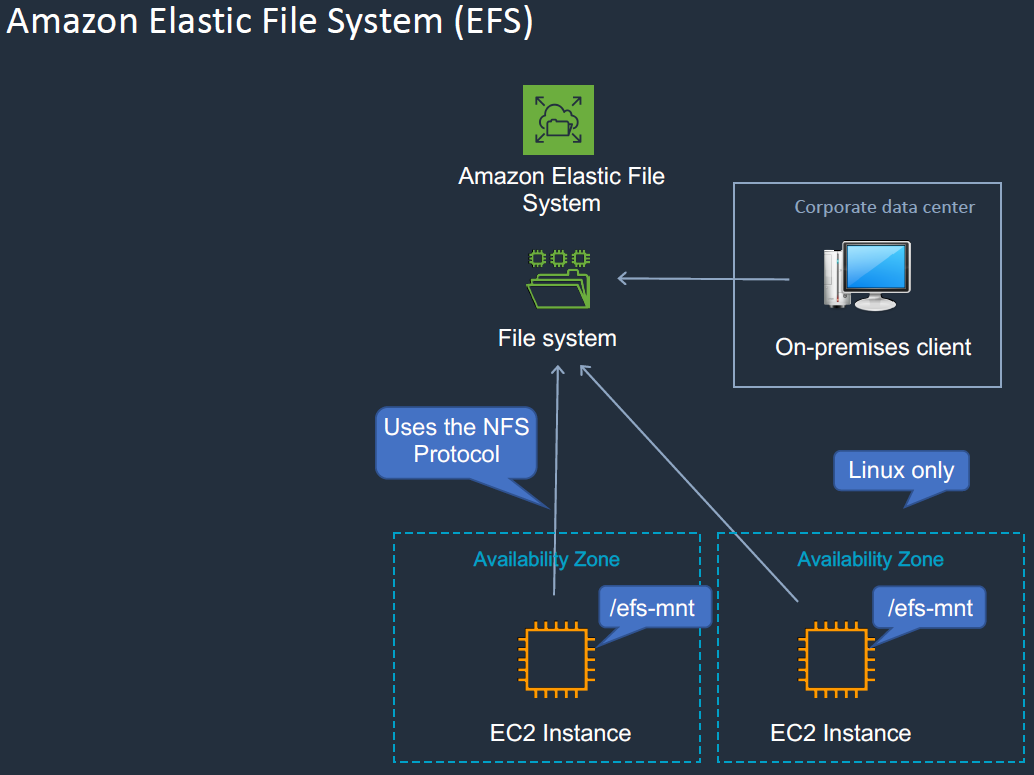 Amazon Elastic File System (EFS)
Amazon Elastic File
System
Corporate data center
File system
On-premises client
Uses the NFS
Protocol
Linux only
Availability Zone
Availability Zone
/efs-mnt
/efs-mnt
EC2 Instance
EC2 Instance